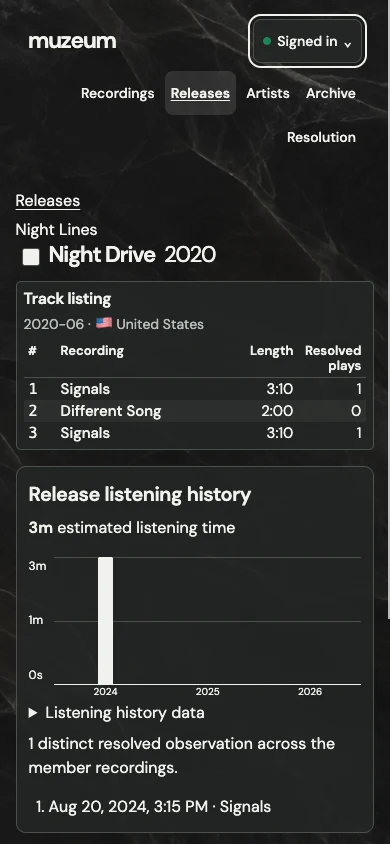 muzeum
Signed in
Recordings Releases Artists Archive
Resolution
Releases
Night Lines
Night Drive 2020
Track listing
2020-06 · 🇺🇸 United States
# Recording Length Resolved plays
1 Signals 3:10 1
2 Different Song 2:00 0
3 Signals 3:10 1
Release listening history
3m estimated listening time
3m
1m
0s
2024 2025 2026
▶ Listening history data
1 distinct resolved observation across the
member recordings.
1. Aug 20, 2024, 3:15 PM · Signals